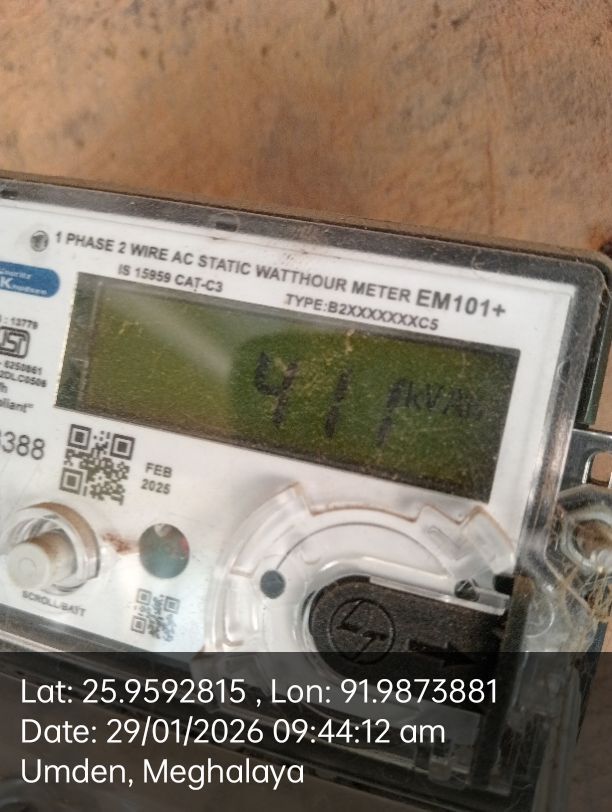 1 PHASE 2 WIRE AC STATIC WATTHOUR METER EM101+
IS 15959 CAT-C3 TYPE:B2XXXXXXXC5
411 kVAh
388
FEB
2025
SCROLL/BATT
LT
Lat: 25.9592815 , Lon: 91.9873881
Date: 29/01/2026 09:44:12 am
Umden, Meghalaya